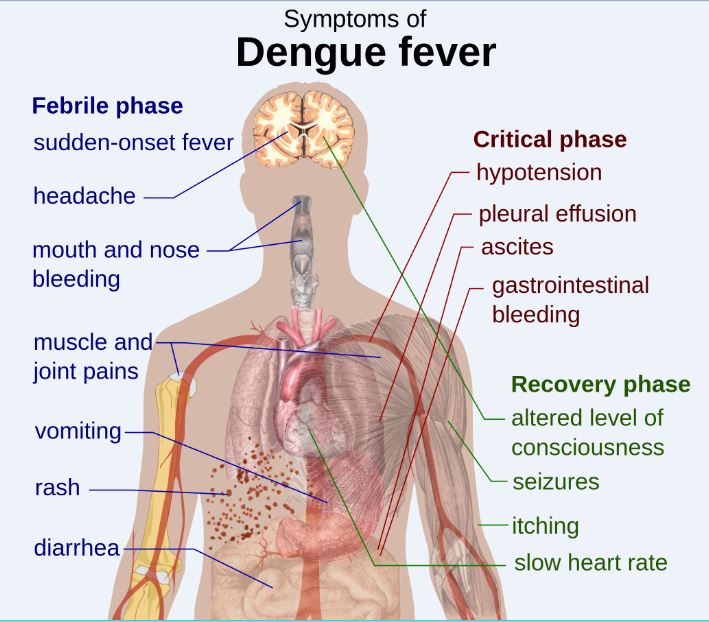 Symptoms of
Dengue fever
Febrile phase
sudden-onset fever
headache
mouth and nose
bleeding
muscle and
joint pains
vomiting
rash
diarrhea
Critical phase
hypotension
pleural effusion
ascites
gastrointestinal
bleeding
Recovery phase
altered level of
consciousness
seizures
itching
slow heart rate